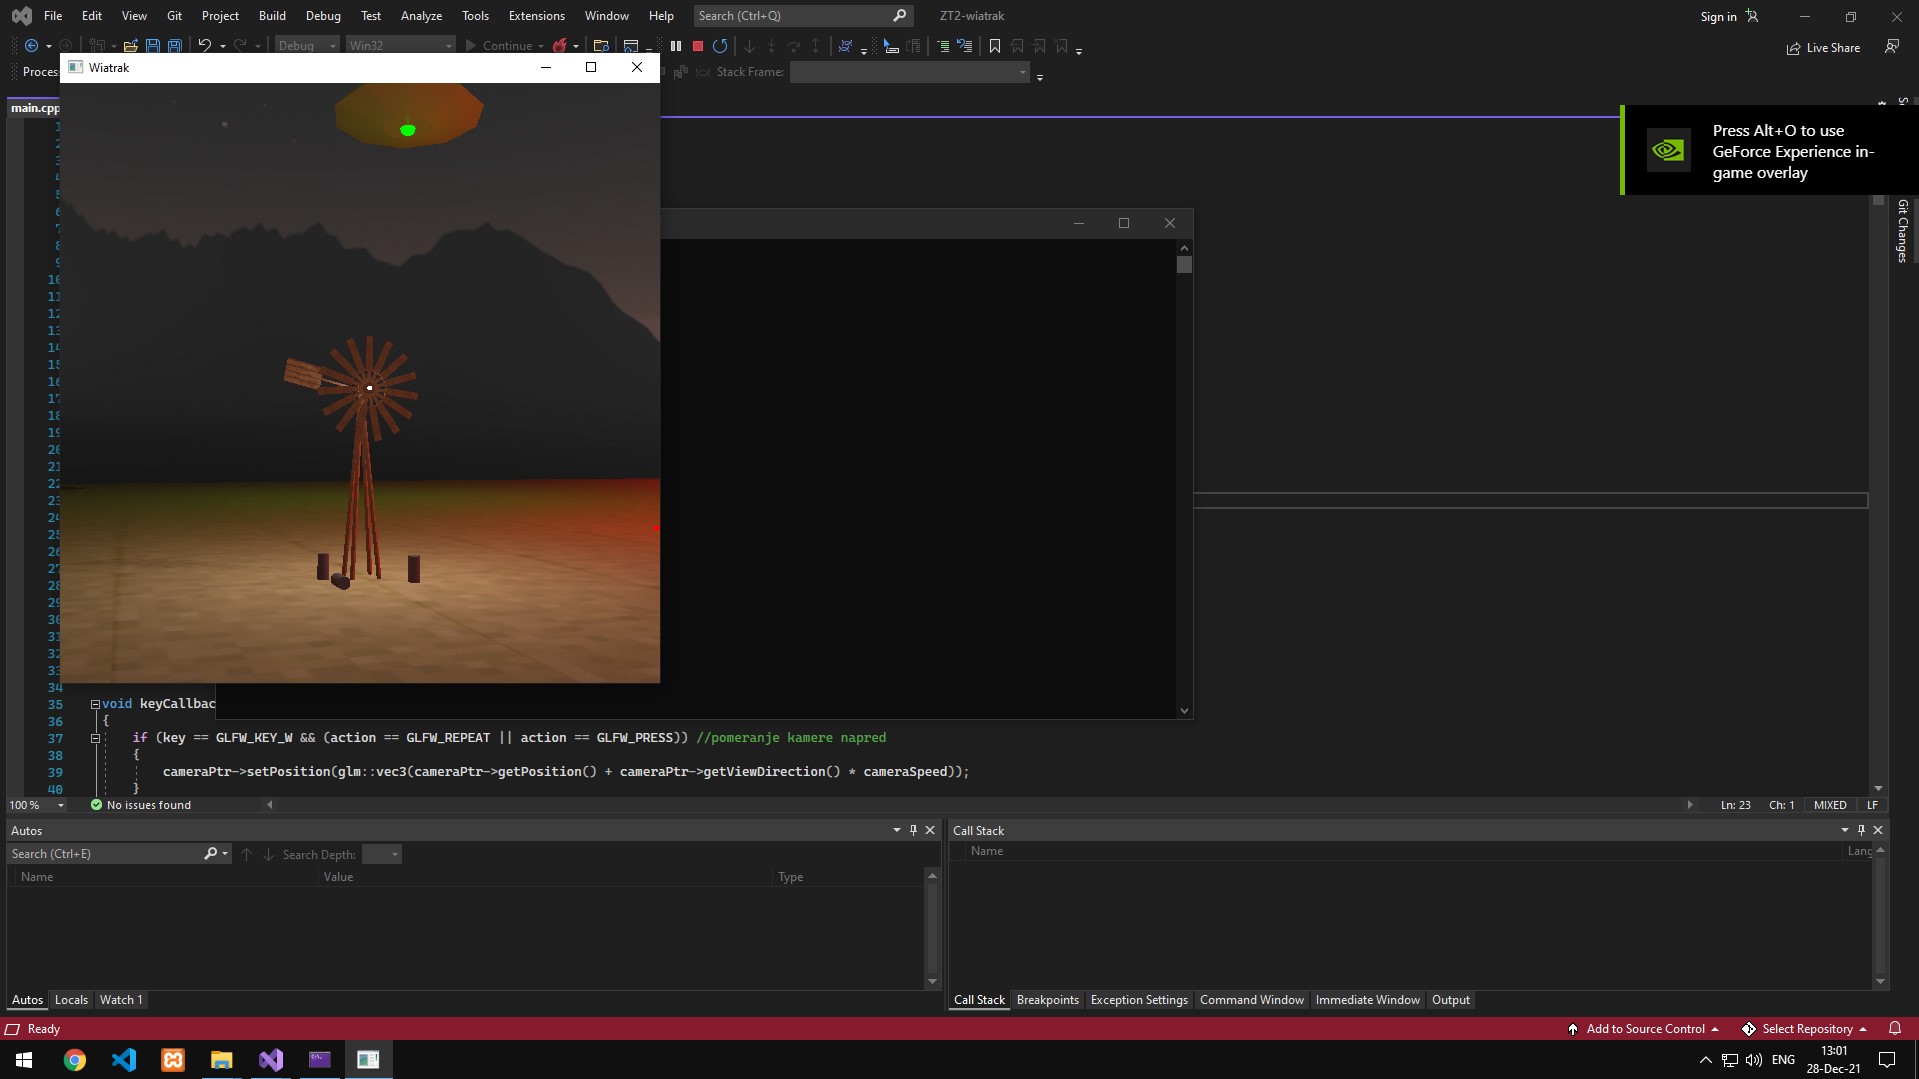 File Edit View Git Project Build Debug Test Analyze Tools Extensions Window Help Search (Ctrl+Q) ZT2-wiatrak Sign in
Debug Win32 Continue Live Share
Process Stack Frame:
Wiatrak
main.cpp
Press Alt+O to use
GeForce Experience in-
game overlay
Git Changes
1
2
3
4
5
6
7
8
9
10
11
12
13
14
15
16
17
18
19
20
21
22
23
24
25
26
27
28
29
30
31
32
33
34
35 void keyCallbac
36 {
37 if (key == GLFW_KEY_W && (action == GLFW_REPEAT || action == GLFW_PRESS)) //pomeranje kamere napred
38 {
39 cameraPtr->setPosition(glm::vec3(cameraPtr->getPosition() + cameraPtr->getViewDirection() * cameraSpeed));
40 }
100 % No issues found Ln: 23 Ch: 1 MIXED LF
Autos Call Stack
Search (Ctrl+E) Search Depth: Name Lang
Name Value Type
Autos Locals Watch 1 Call Stack Breakpoints Exception Settings Command Window Immediate Window Output
Ready Add to Source Control Select Repository
ENG 13:01
28-Dec-21